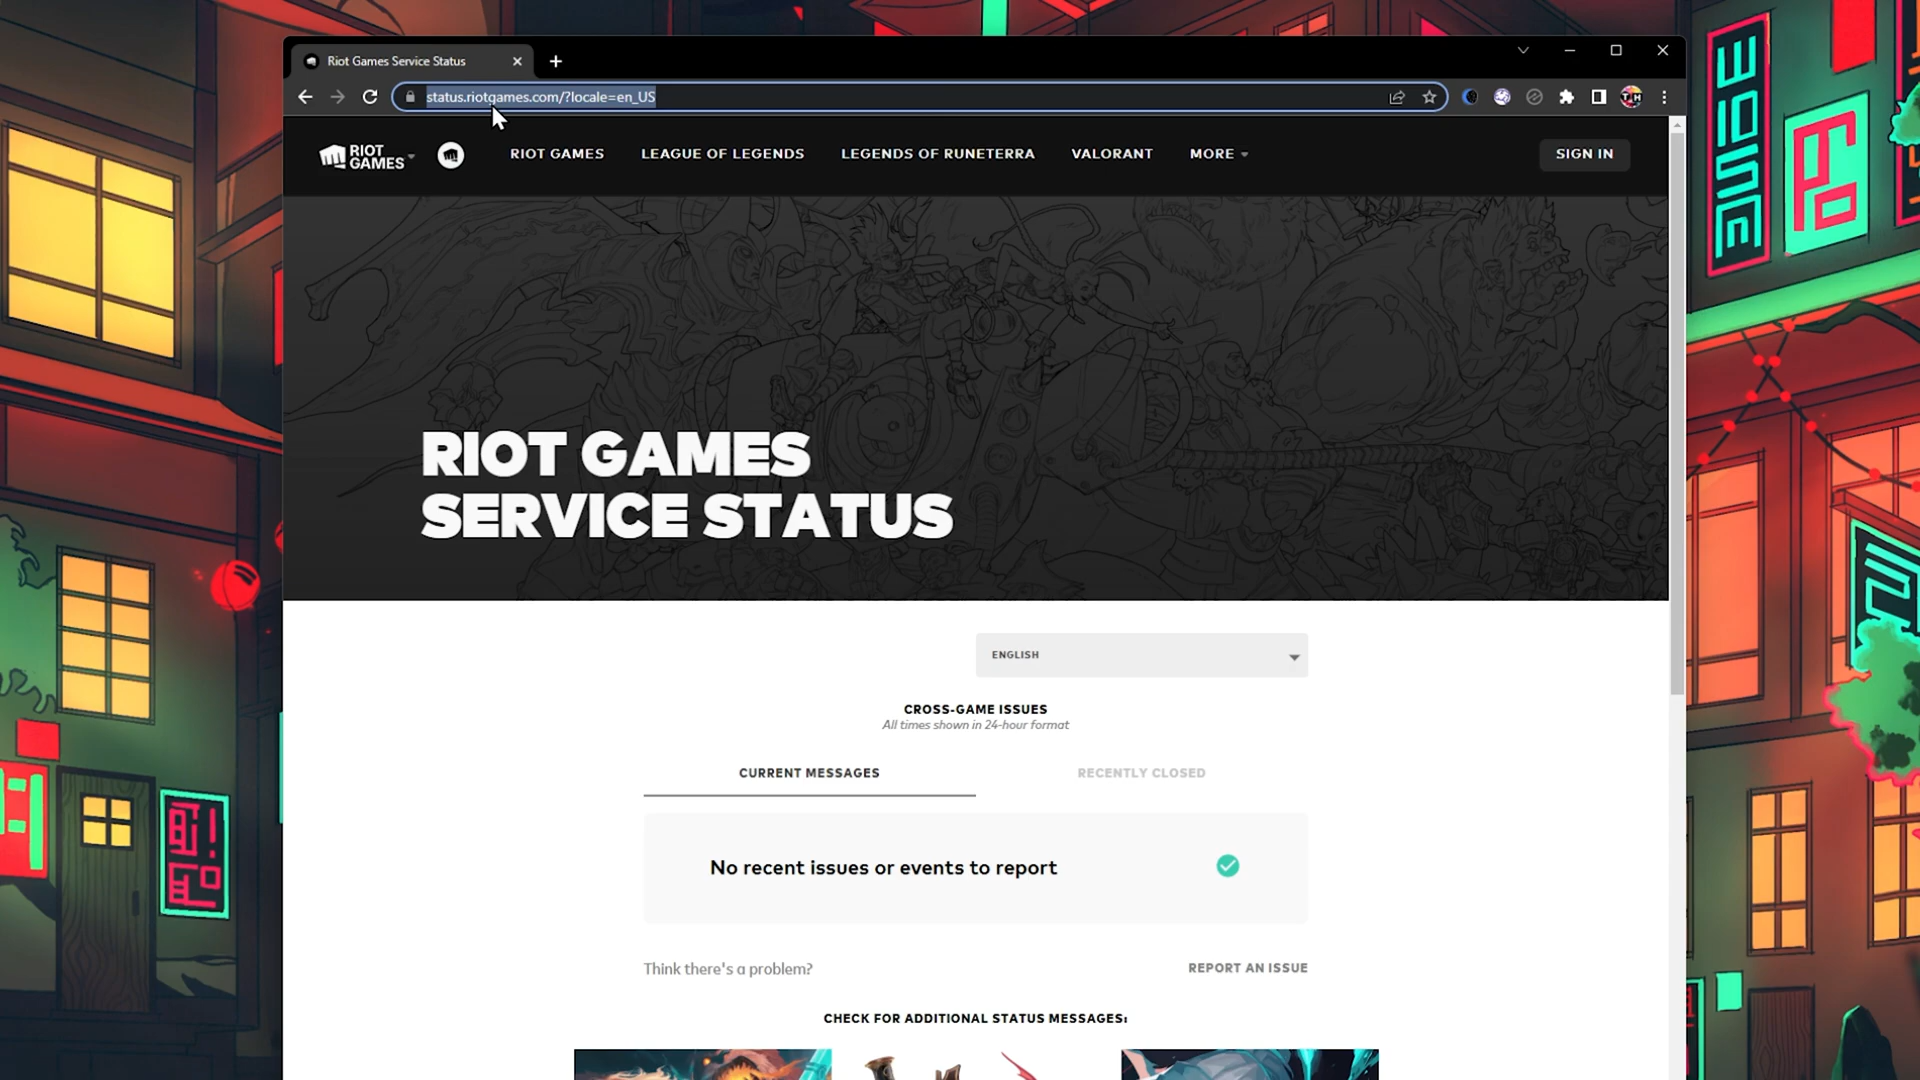 Riot Games Service Status
status.riotgames.com/?locale=en_US
RIOT GAMES
RIOT GAMES
LEAGUE OF LEGENDS
LEGENDS OF RUNETERRA
VALORANT
MORE
SIGN IN
RIOT GAMES
SERVICE STATUS
ENGLISH
CROSS-GAME ISSUES
All times shown in 24-hour format
CURRENT MESSAGES
RECENTLY CLOSED
No recent issues or events to report
Think there's a problem?
REPORT AN ISSUE
CHECK FOR ADDITIONAL STATUS MESSAGES: